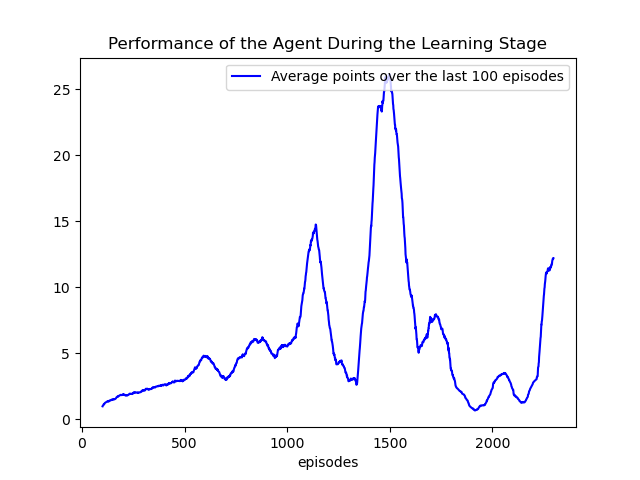 Performance of the Agent During the Learning Stage
Average points over the last 100 episodes
25
20
15
10
5
0
0 500 1000 1500 2000
episodes